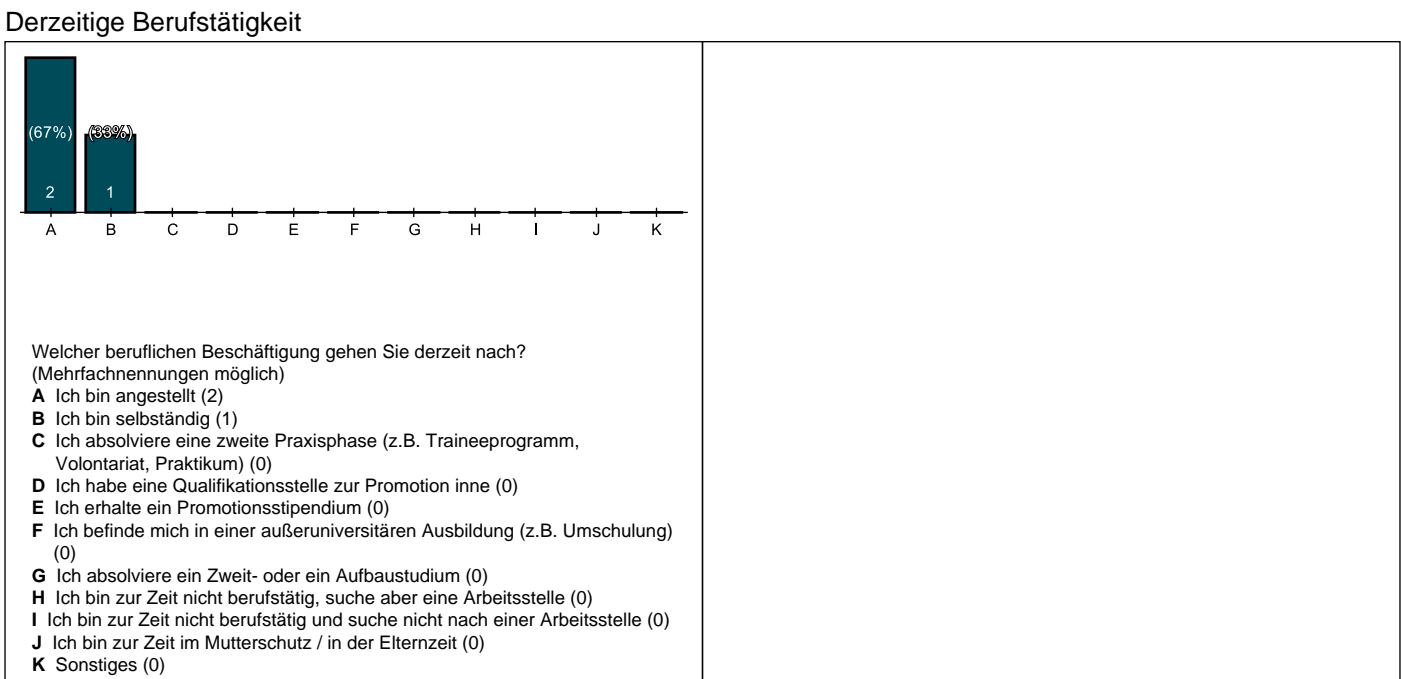 Derzeitige Berufstätigkeit
(67%) (33%)
2 1
A B C D E F G H I J K
Welcher beruflichen Beschäftigung gehen Sie derzeit nach?
(Mehrfachnennungen möglich)
A Ich bin angestellt (2)
B Ich bin selbständig (1)
C Ich absolviere eine zweite Praxisphase (z.B. Traineeprogramm,
Volontariat, Praktikum) (0)
D Ich habe eine Qualifikationsstelle zur Promotion inne (0)
E Ich erhalte ein Promotionsstipendium (0)
F Ich befinde mich in einer außeruniversitären Ausbildung (z.B. Umschulung)
(0)
G Ich absolviere ein Zweit- oder ein Aufbaustudium (0)
H Ich bin zur Zeit nicht berufstätig, suche aber eine Arbeitsstelle (0)
I Ich bin zur Zeit nicht berufstätig und suche nicht nach einer Arbeitsstelle (0)
J Ich bin zur Zeit im Mutterschutz / in der Elternzeit (0)
K Sonstiges (0)